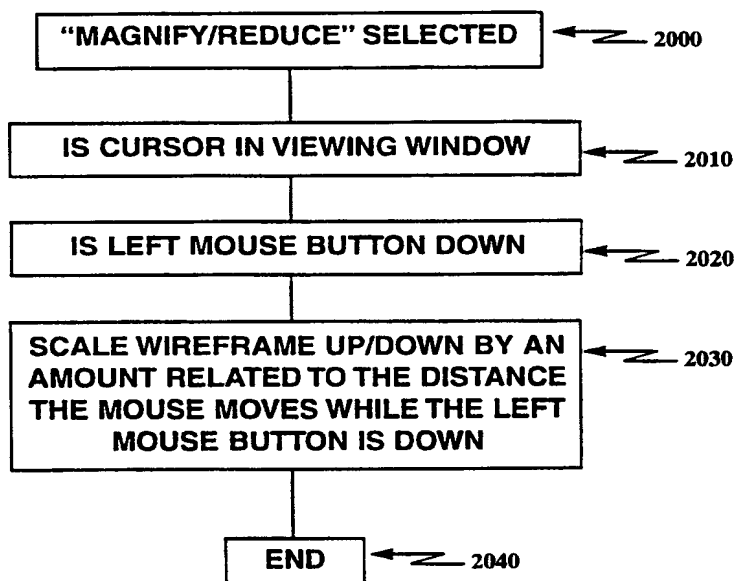 “MAGNIFY/REDUCE” SELECTED
2000
IS CURSOR IN VIEWING WINDOW
2010
IS LEFT MOUSE BUTTON DOWN
2020
SCALE WIREFRAME UP/DOWN BY AN
AMOUNT RELATED TO THE DISTANCE
THE MOUSE MOVES WHILE THE LEFT
MOUSE BUTTON IS DOWN
2030
END
2040